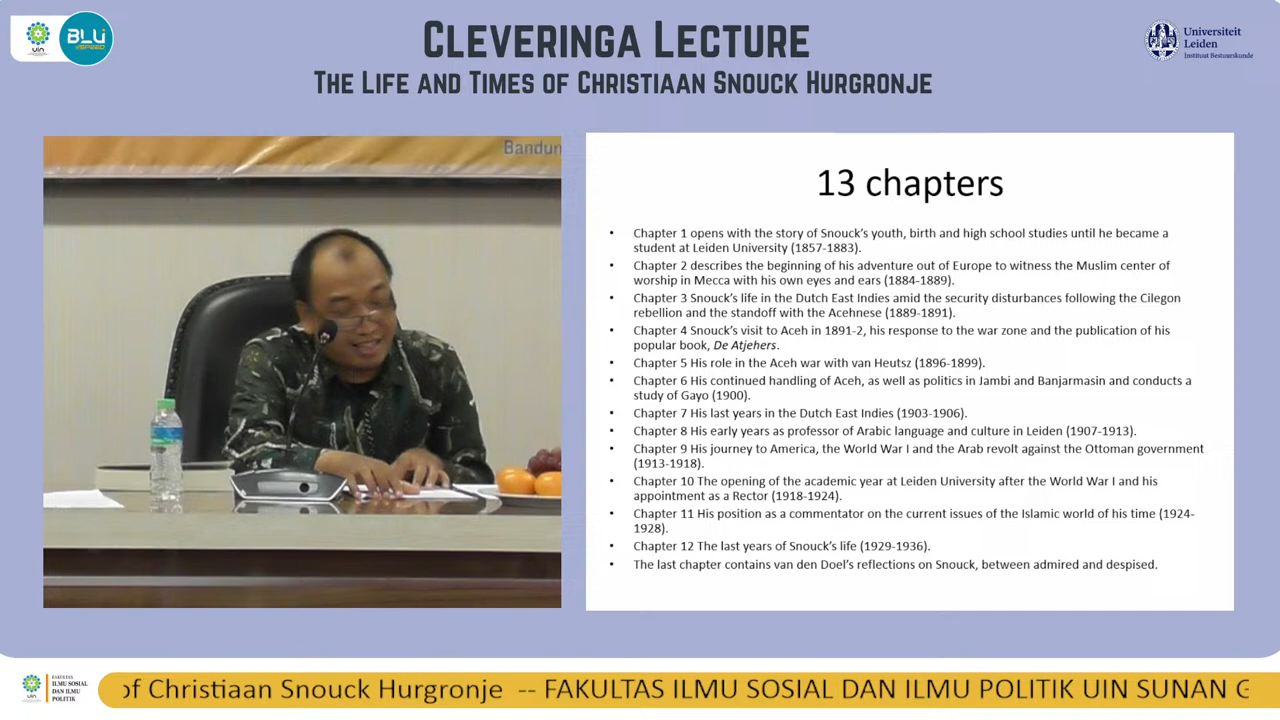 uin
BLU
SPEED
CLEVERINGA LECTURE
THE LIFE AND TIMES OF CHRISTIAAN SNOUCK HURGRONJE
Universiteit
Leiden
Instituut Bestuurskunde
Bandun
13 chapters
• Chapter 1 opens with the story of Snouck's youth, birth and high school studies until he became a
student at Leiden University (1857-1883).
• Chapter 2 describes the beginning of his adventure out of Europe to witness the Muslim center of
worship in Mecca with his own eyes and ears (1884-1889).
• Chapter 3 Snouck's life in the Dutch East Indies amid the security disturbances following the Cilegon
rebellion and the standoff with the Acehnese (1889-1891).
• Chapter 4 Snouck's visit to Aceh in 1891-2, his response to the war zone and the publication of his
popular book, De Atjehers.
• Chapter 5 His role in the Aceh war with van Heutsz (1896-1899).
• Chapter 6 His continued handling of Aceh, as well as politics in Jambi and Banjarmasin and conducts a
study of Gayo (1900).
• Chapter 7 His last years in the Dutch East Indies (1903-1906).
• Chapter 8 His early years as professor of Arabic language and culture in Leiden (1907-1913).
• Chapter 9 His journey to America, the World War I and the Arab revolt against the Ottoman government
(1913-1918).
• Chapter 10 The opening of the academic year at Leiden University after the World War I and his
appointment as a Rector (1918-1924).
• Chapter 11 His position as a commentator on the current issues of the Islamic world of his time (1924-
1928).
• Chapter 12 The last years of Snouck's life (1929-1936).
• The last chapter contains van den Doel's reflections on Snouck, between admired and despised.
uin
FAKULTAS
ILMU SOSIAL
DAN ILMU
POLITIK
of Christiaan Snouck Hurgronje -- FAKULTAS ILMU SOSIAL DAN ILMU POLITIK UIN SUNAN G